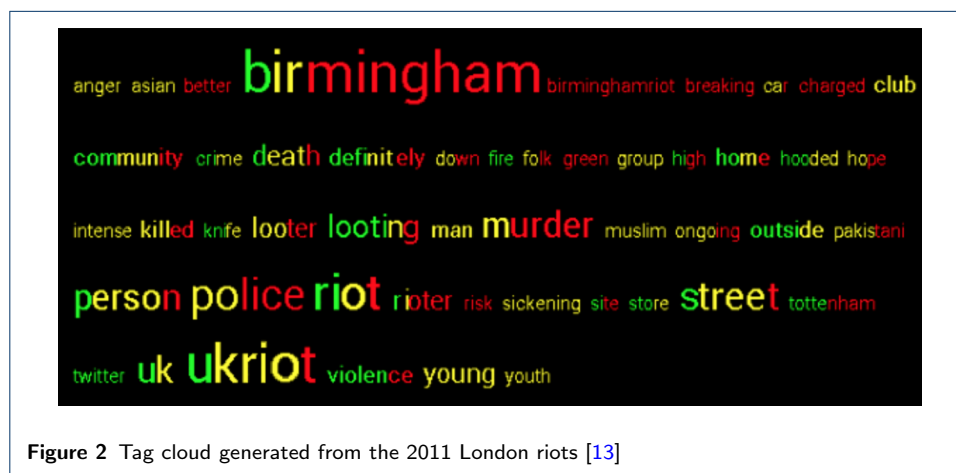 anger asian better birmingham birminghamriot breaking car charged club
community crime death definitely down fire folk green group high home hooded hope
intense killed knife looter looting man murder muslim ongoing outside pakistani
person police riot rioter risk sickening site store street tottenham
twitter uk ukriot violence young youth
Figure 2 Tag cloud generated from the 2011 London riots [13]